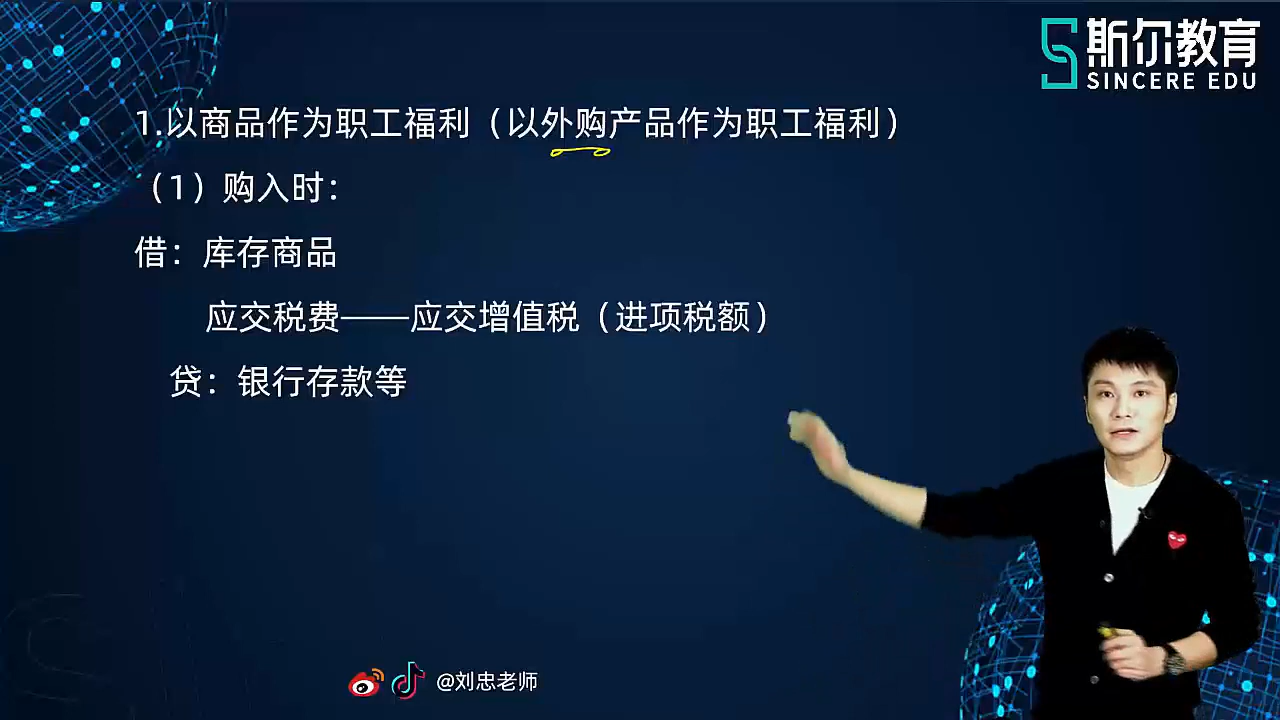 斯尔教育
SINCERE EDU
1.以商品作为职工福利（以外购产品作为职工福利）
（1）购入时：
借：库存商品
应交税费——应交增值税（进项税额）
贷：银行存款等
@刘忠老师